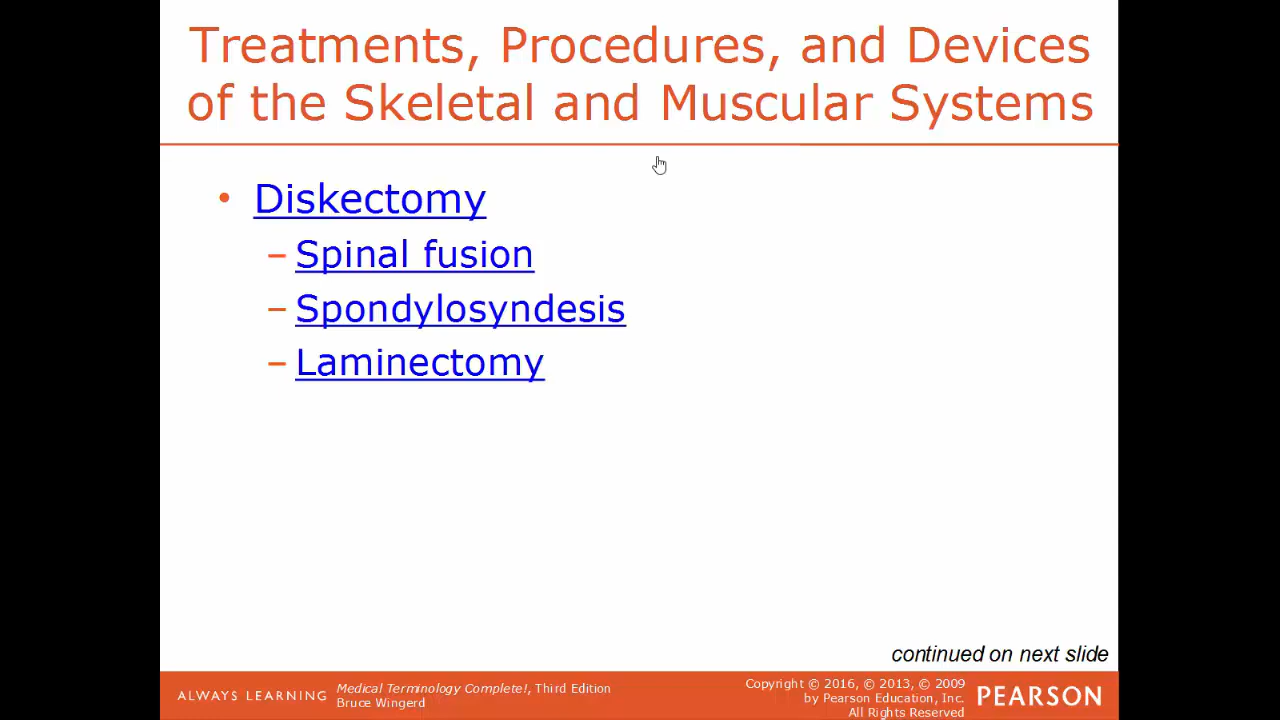 Treatments, Procedures, and Devices
of the Skeletal and Muscular Systems
• Diskectomy
– Spinal fusion
– Spondylosyndesis
– Laminectomy
continued on next slide
ALWAYS LEARNING
Medical Terminology Complete!, Third Edition
Bruce Wingerd
Copyright © 2016, © 2013, © 2009
by Pearson Education, Inc.
All Rights Reserved
PEARSON